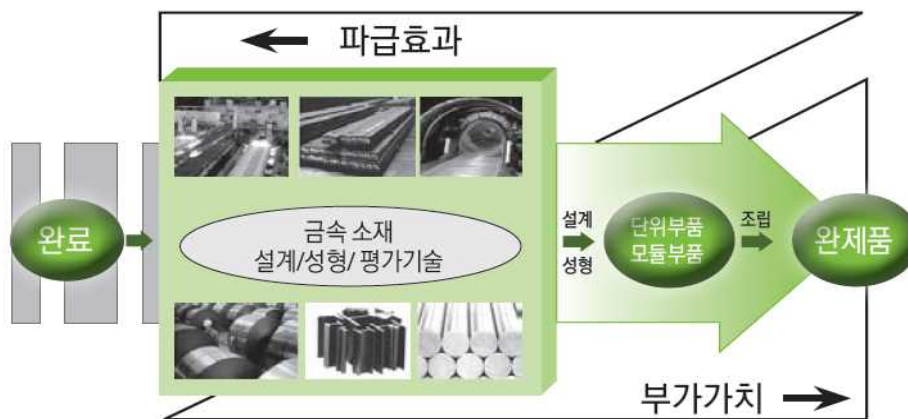 파급효과
완료
금속 소재
설계/성형/ 평가기술
설계
성형
단위부품
모듈부품
조립
완제품
부가가치